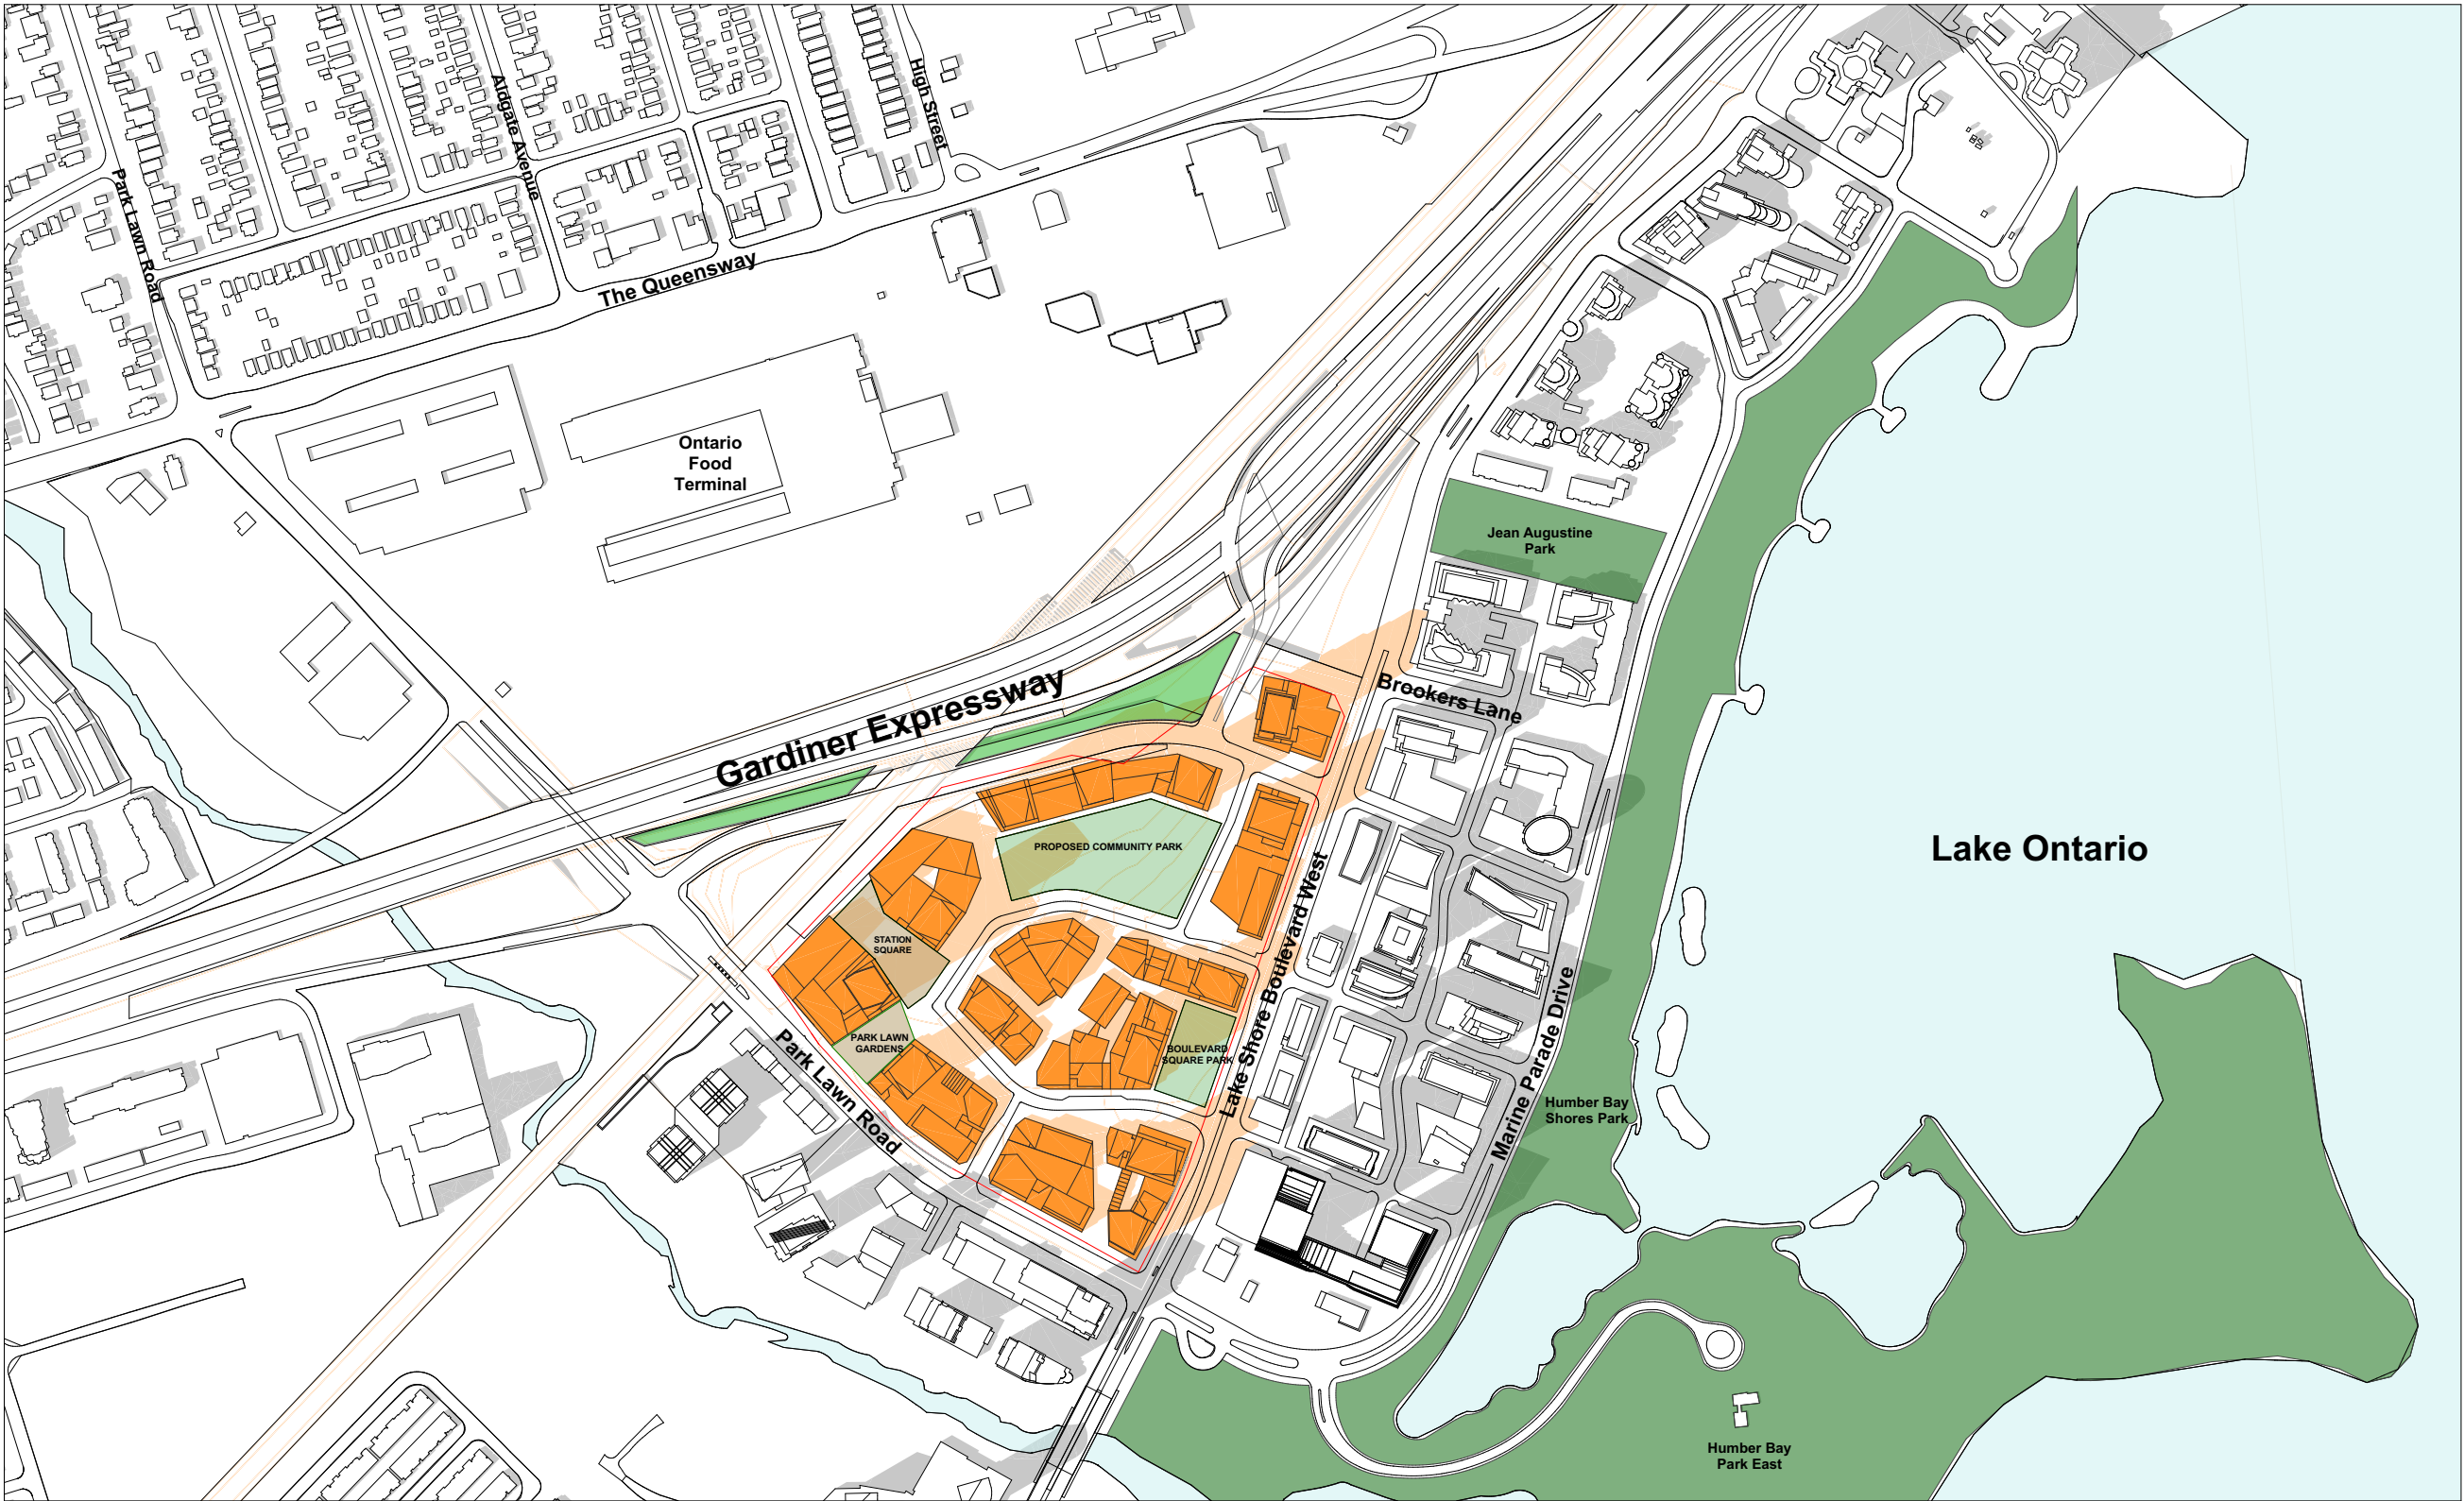 High Street
Aldgate Avenue
Park Lawn Road
The Queensway
Ontario
Food
Terminal
Jean Augustine
Park
Gardiner Expressway
Brookers Lane
PROPOSED COMMUNITY PARK
Lake Ontario
STATION
SQUARE
Lake Shore Boulevard West
PARK LAWN
GARDENS
BOULEVARD
SQUARE PARK
Park Lawn Road
Marine Parade Drive
Humber Bay
Shores Park
Humber Bay
Park East